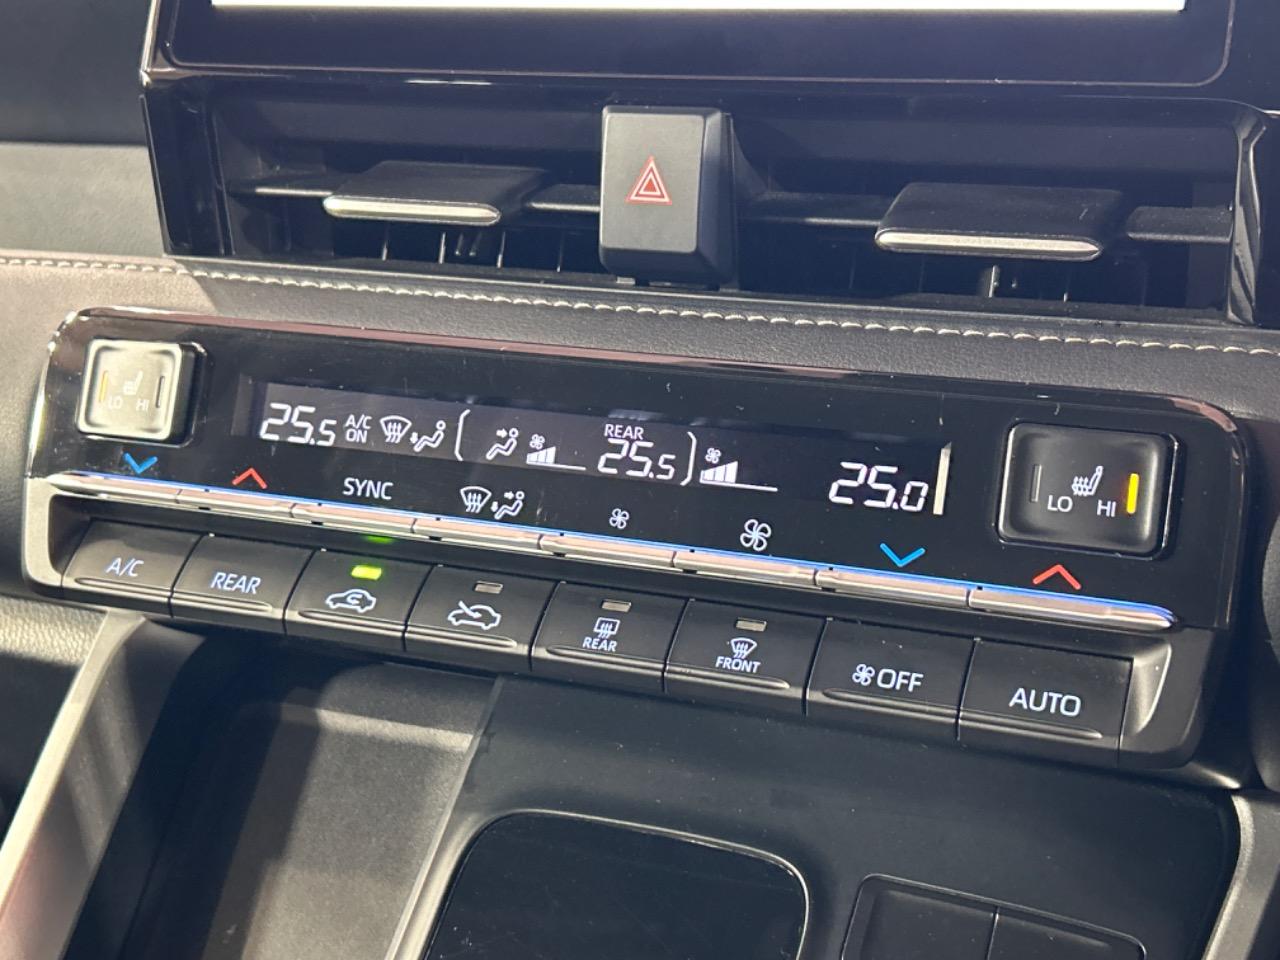 LO HI
25.5 A/C ON
REAR
25.5
25.0
LO HI
SYNC
A/C
REAR
REAR
FRONT
OFF
AUTO